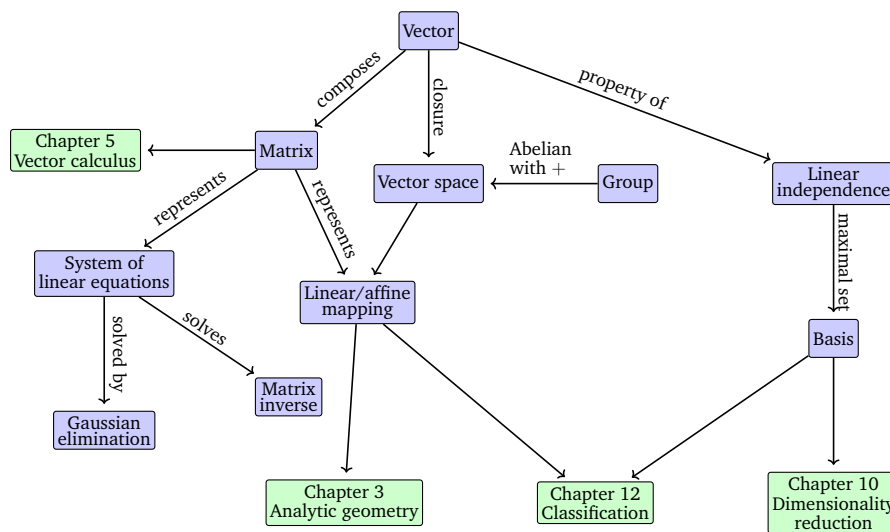 Vector
composes
closure
property of
Chapter 5
Vector calculus
Matrix
Abelian
with +
Vector space
Group
Linear
independence
represents
represents
maximal set
System of
linear equations
Linear/affine
mapping
solved by
solves
Basis
Matrix
inverse
Gaussian
elimination
Chapter 3
Analytic geometry
Chapter 12
Classification
Chapter 10
Dimensionality
reduction